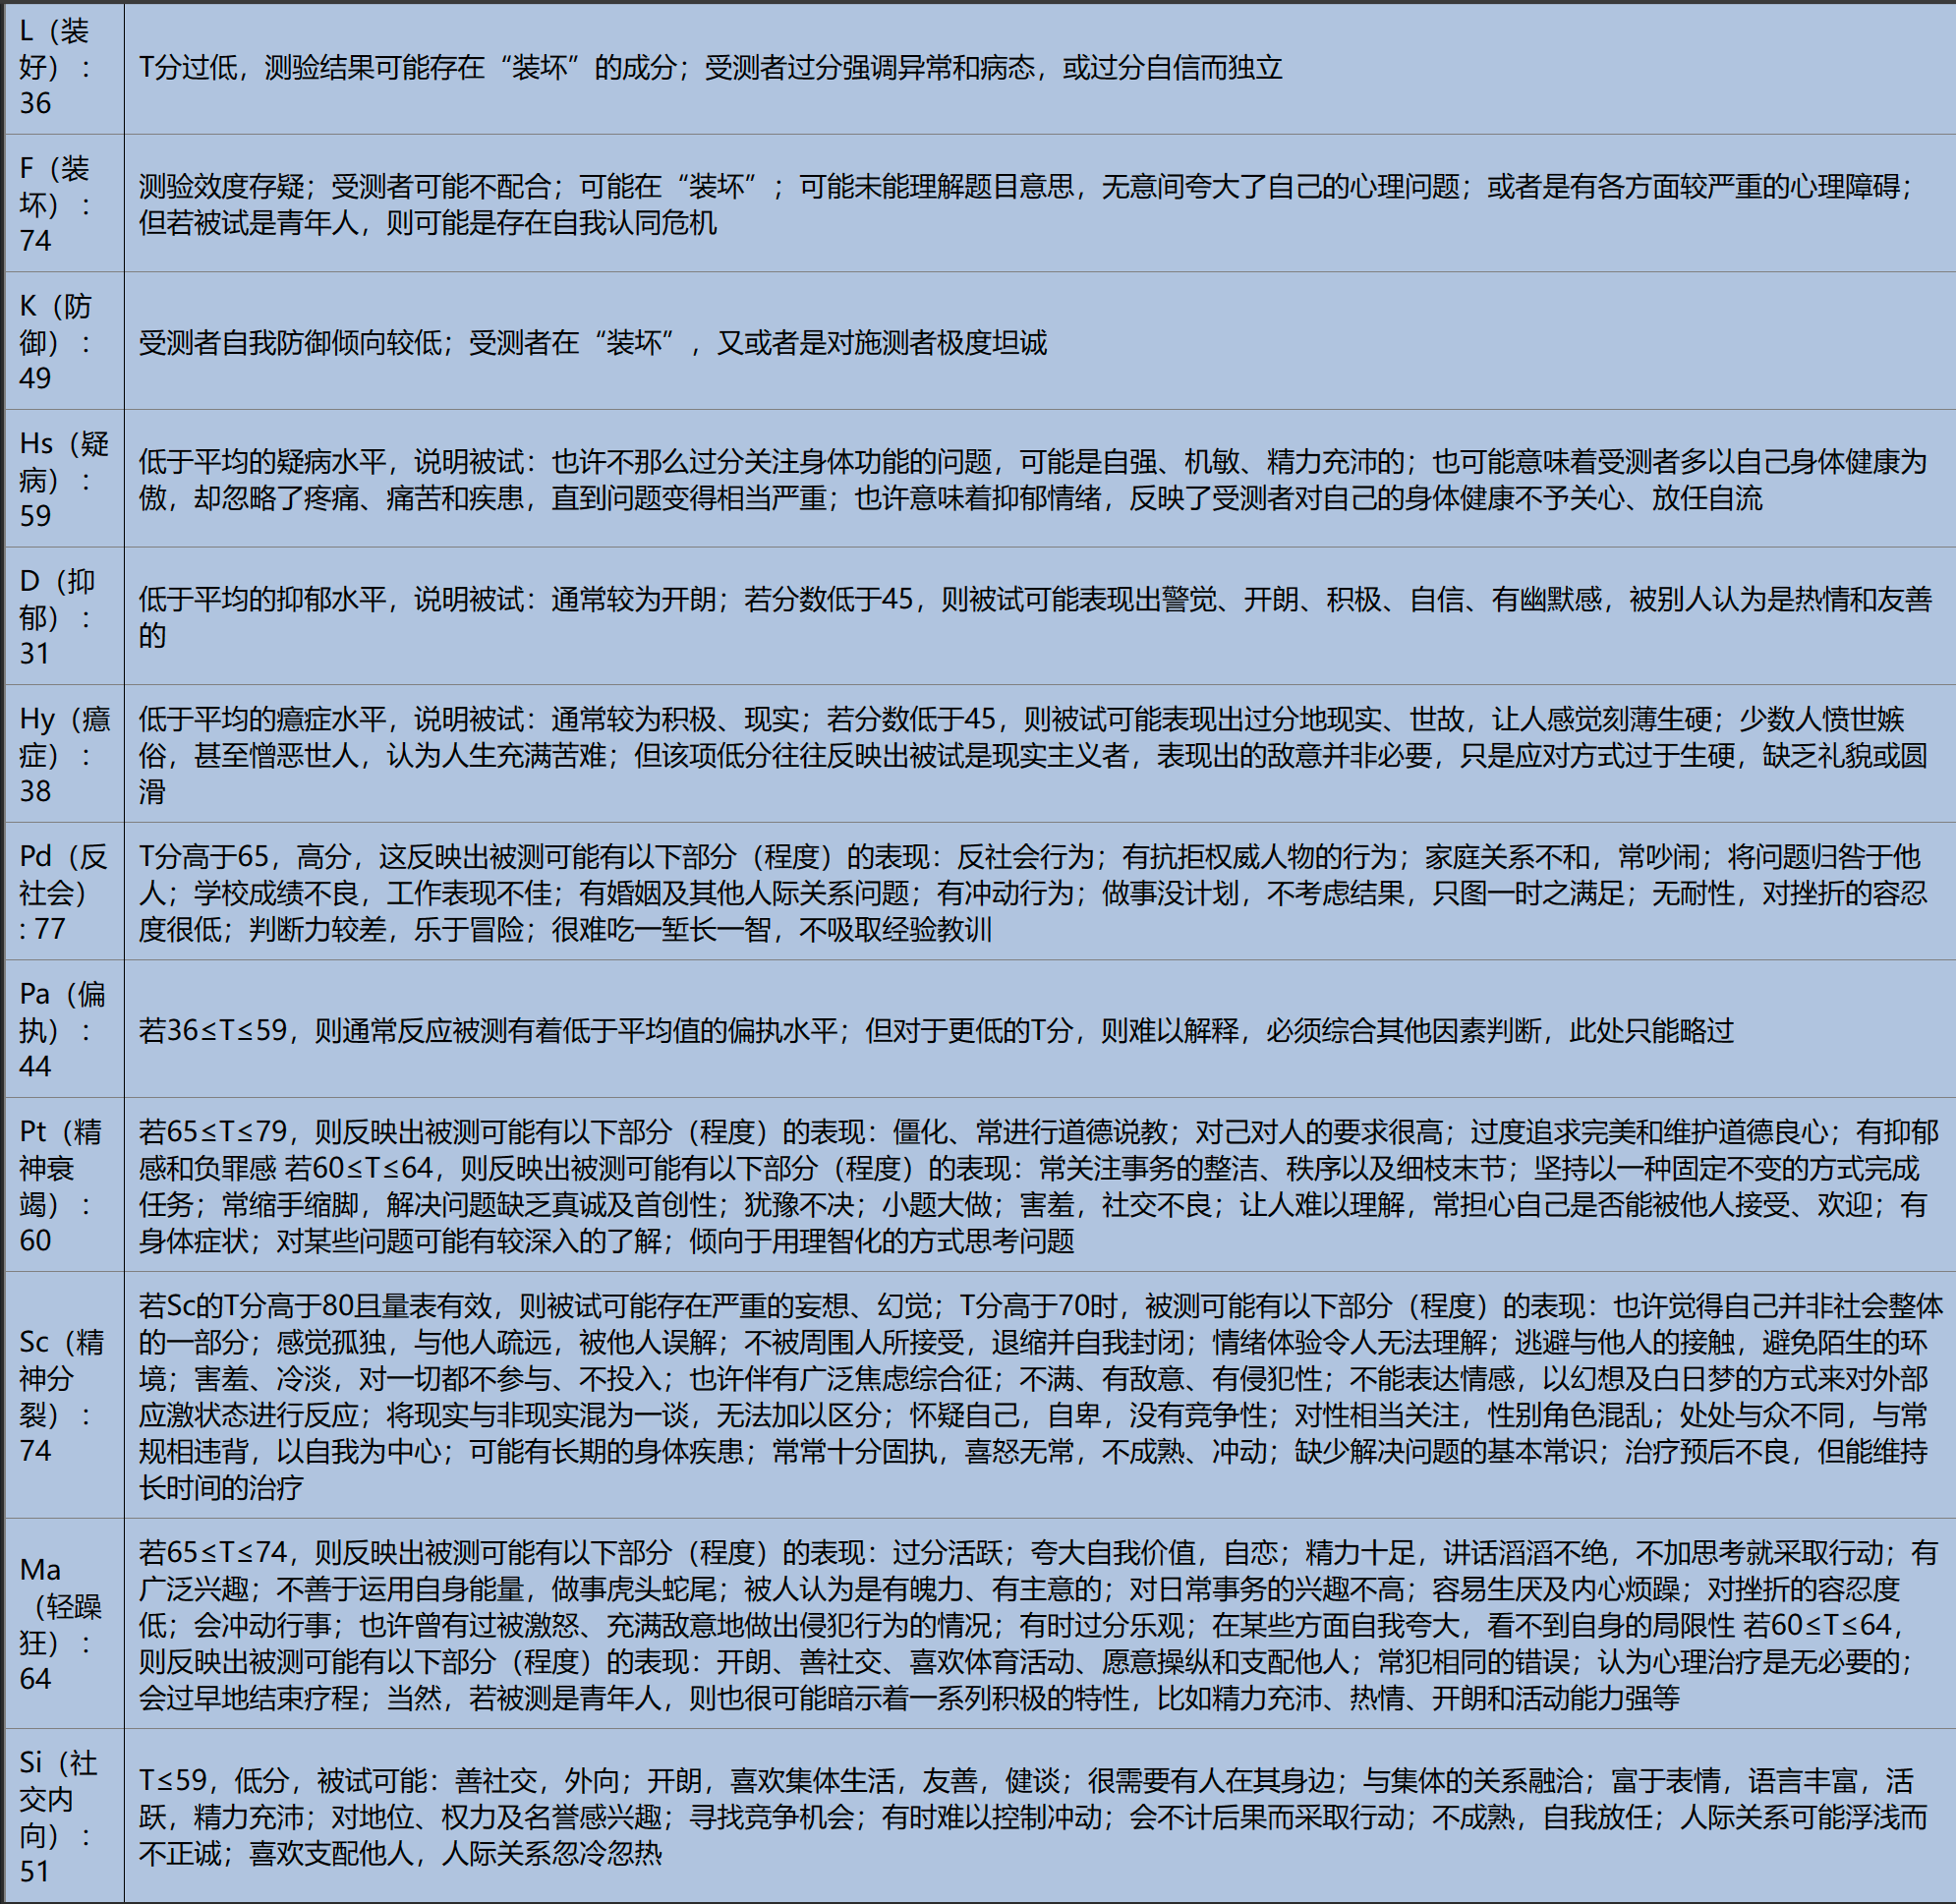 L（装
好）：
36
T分过低，测验结果可能存在“装坏”的成分；受测者过分强调异常和病态，或过分自信而独立
F（装
坏）：
74
测验效度存疑；受测者可能不配合；可能在“装坏”；可能未能理解题目意思，无意间夸大了自己的心理问题；或者是有各方面较严重的心理障碍；
但若被试是青年人，则可能是存在自我认同危机
K（防
御）：
49
受测者自我防御倾向较低；受测者在“装坏”，又或者是对施测者极度坦诚
Hs（疑
病）：
59
低于平均的疑病水平，说明被试：也许不那么过分关注身体功能的问题，可能是自强、机敏、精力充沛的；也可能意味着受测者多以自己身体健康为
傲，却忽略了疼痛、痛苦和疾患，直到问题变得相当严重；也许意味着抑郁情绪，反映了受测者对自己的身体健康不予关心、放任自流
D（抑
郁）：
31
低于平均的抑郁水平，说明被试：通常较为开朗；若分数低于45，则被试可能表现出警觉、开朗、积极、自信、有幽默感，被别人认为是热情和友善
的
Hy（癔
症）：
38
低于平均的癔症水平，说明被试：通常较为积极、现实；若分数低于45，则被试可能表现出过分地现实、世故，让人感觉刻薄生硬；少数人愤世嫉
俗，甚至憎恶世人，认为人生充满苦难；但该项低分往往反映出被试是现实主义者，表现出的敌意并非必要，只是应对方式过于生硬，缺乏礼貌或圆
滑
Pd（反
社会）
: 77
T分高于65，高分，这反映出被测可能有以下部分（程度）的表现：反社会行为；有抗拒权威人物的行为；家庭关系不和，常吵闹；将问题归咎于他
人；学校成绩不良，工作表现不佳；有婚姻及其他人际关系问题；有冲动行为；做事没计划，不考虑结果，只图一时之满足；无耐性，对挫折的容忍
度很低；判断力较差，乐于冒险；很难吃一堑长一智，不吸取经验教训
Pa（偏
执）：
44
若36≤T≤59，则通常反应被测有着低于平均值的偏执水平；但对于更低的T分，则难以解释，必须综合其他因素判断，此处只能略过
Pt（精
神衰
竭）：
60
若65≤T≤79，则反映出被测可能有以下部分（程度）的表现：僵化、常进行道德说教；对己对人的要求很高；过度追求完美和维护道德良心；有抑郁
感和负罪感 若60≤T≤64，则反映出被测可能有以下部分（程度）的表现：常关注事务的整洁、秩序以及细枝末节；坚持以一种固定不变的方式完成
任务；常缩手缩脚，解决问题缺乏真诚及首创性；犹豫不决；小题大做；害羞，社交不良；让人难以理解，常担心自己是否能被他人接受、欢迎；有
身体症状；对某些问题可能有较深入的了解；倾向于用理智化的方式思考问题
Sc（精
神分
裂）：
74
若Sc的T分高于80且量表有效，则被试可能存在严重的妄想、幻觉；T分高于70时，被测可能有以下部分（程度）的表现：也许觉得自己并非社会整体
的一部分；感觉孤独，与他人疏远，被他人误解；不被周围人所接受，退缩并自我封闭；情绪体验令人无法理解；逃避与他人的接触，避免陌生的环
境；害羞、冷淡，对一切都不参与、不投入；也许伴有广泛焦虑综合征；不满、有敌意、有侵犯性；不能表达情感，以幻想及白日梦的方式来对外部
应激状态进行反应；将现实与非现实混为一谈，无法加以区分；怀疑自己，自卑，没有竞争性；对性相当关注，性别角色混乱；处处与众不同，与常
规相违背，以自我为中心；可能有长期的身体疾患；常常十分固执，喜怒无常，不成熟、冲动；缺少解决问题的基本常识；治疗预后不良，但能维持
长时间的治疗
Ma
（轻躁
狂）：
64
若65≤T≤74，则反映出被测可能有以下部分（程度）的表现：过分活跃；夸大自我价值，自恋；精力十足，讲话滔滔不绝，不加思考就采取行动；有
广泛兴趣；不善于运用自身能量，做事虎头蛇尾；被人认为是有魄力、有主意的；对日常事务的兴趣不高；容易生厌及内心烦躁；对挫折的容忍度
低；会冲动行事；也许曾有过被激怒、充满敌意地做出侵犯行为的情况；有时过分乐观；在某些方面自我夸大，看不到自身的局限性 若60≤T≤64，
则反映出被测可能有以下部分（程度）的表现：开朗、善社交、喜欢体育活动、愿意操纵和支配他人；常犯相同的错误；认为心理治疗是无必要的；
会过早地结束疗程；当然，若被测是青年人，则也很可能暗示着一系列积极的特性，比如精力充沛、热情、开朗和活动能力强等
Si（社
交内
向）：
51
T≤59，低分，被试可能：善社交，外向；开朗，喜欢集体生活，友善，健谈；很需要有人在其身边；与集体的关系融洽；富于表情，语言丰富，活
跃，精力充沛；对地位、权力及名誉感兴趣；寻找竞争机会；有时难以控制冲动；会不计后果而采取行动；不成熟，自我放任；人际关系可能浮浅而
不正诚；喜欢支配他人，人际关系忽冷忽热